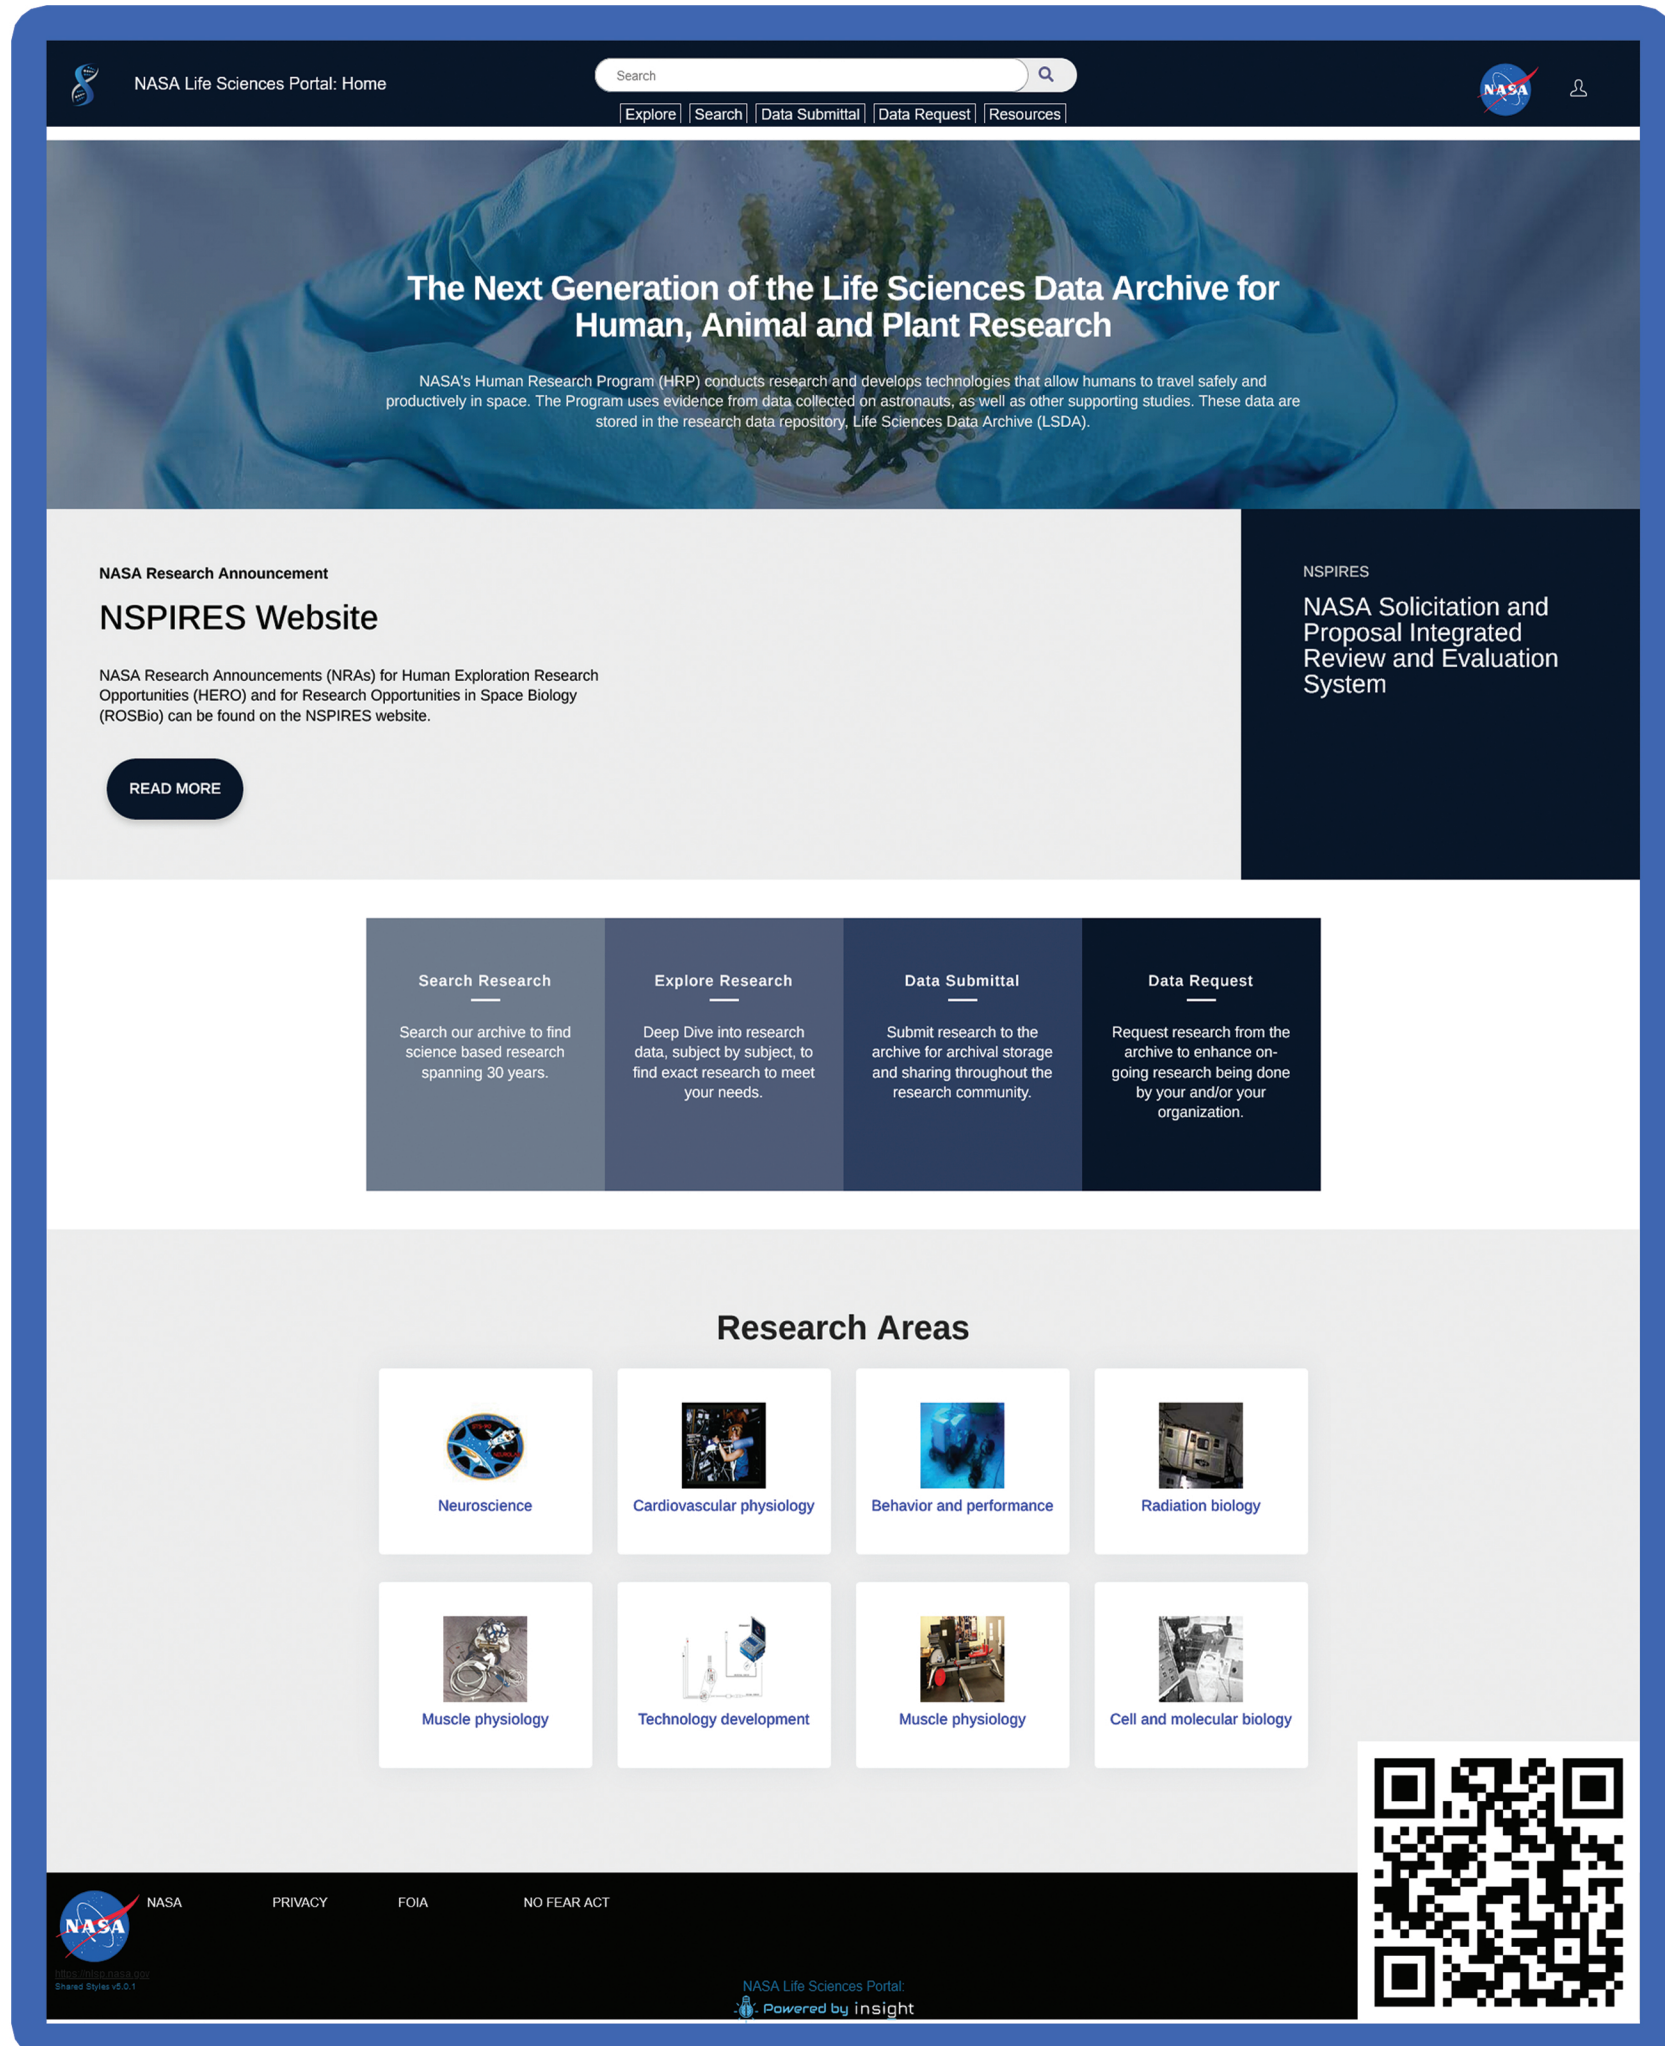 NASA Life Sciences Portal: Home
Search
NASA
Explore
Search
Data Submittal
Data Request
Resources
The Next Generation of the Life Sciences Data Archive for
Human, Animal and Plant Research
NASA's Human Research Program (HRP) conducts research and develops technologies that allow humans to travel safely and
productively in space. The Program uses evidence from data collected on astronauts, as well as other supporting studies. These data are
stored in the research data repository, Life Sciences Data Archive (LSDA).
NASA Research Announcement
NSPIRES Website
NASA Research Announcements (NRAs) for Human Exploration Research
Opportunities (HERO) and for Research Opportunities in Space Biology
(ROSBio) can be found on the NSPIRES website.
READ MORE
NSPIRES
NASA Solicitation and
Proposal Integrated
Review and Evaluation
System
Search Research
Search our archive to find
science based research
spanning 30 years.
Explore Research
Deep Dive into research
data, subject by subject, to
find exact research to meet
your needs.
Data Submittal
Submit research to the
archive for archival storage
and sharing throughout the
research community.
Data Request
Request research from the
archive to enhance on-
going research being done
by your and/or your
organization.
Research Areas
Neuroscience
Cardiovascular physiology
Behavior and performance
Radiation biology
Muscle physiology
Technology development
Muscle physiology
Cell and molecular biology
NASA
NASA
PRIVACY
FOIA
NO FEAR ACT
https://nlsp.nasa.gov
Shared Styles v5.0.1
NASA Life Sciences Portal:
Powered by insight